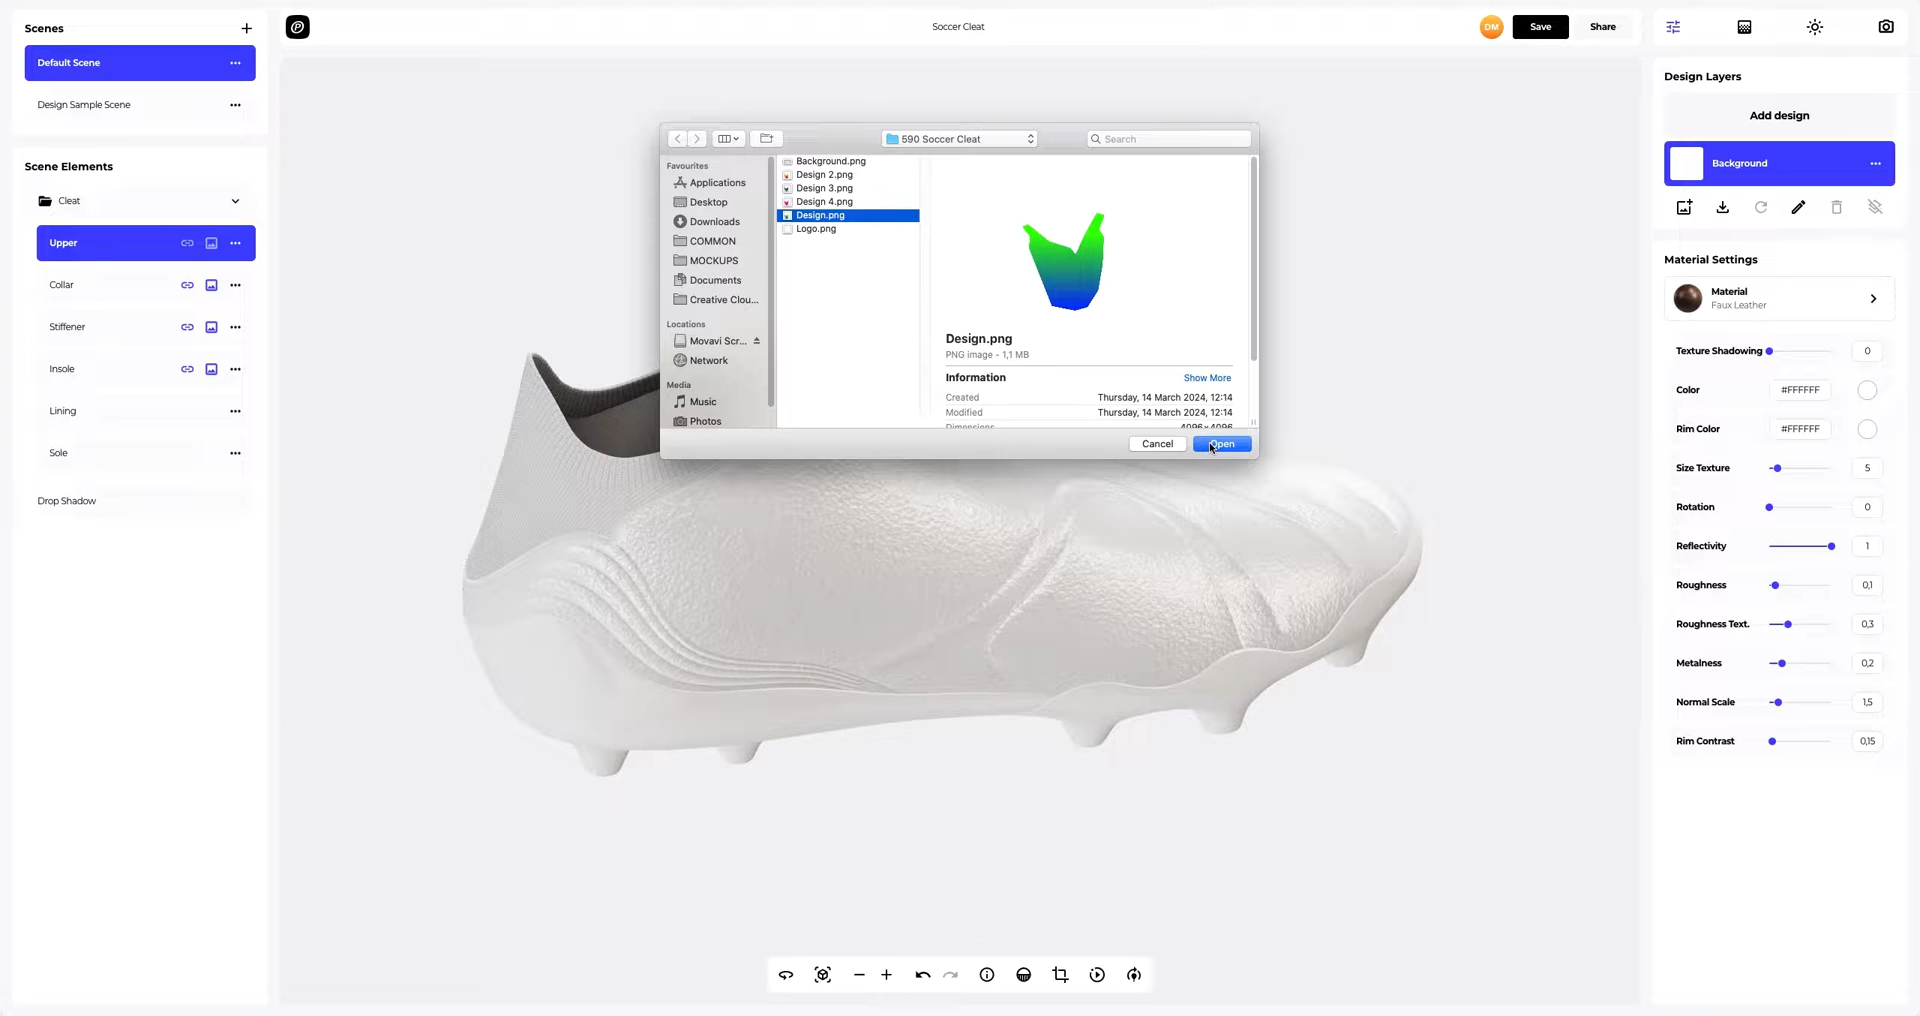 Scenes
Default Scene
Design Sample Scene
Scene Elements
Cleat
Upper
Collar
Stiffener
Insole
Lining
Sole
Drop Shadow
Soccer Cleat
DM
Save
Share
590 Soccer Cleat
Search
Favourites
Applications
Desktop
Downloads
COMMON
MOCKUPS
Documents
Creative Clou...
Locations
Movavi Scr...
Network
Media
Music
Photos
Background.png
Design 2.png
Design 3.png
Design 4.png
Design.png
Logo.png
Design.png
PNG image - 1,1 MB
Information
Show More
Created
Thursday, 14 March 2024, 12:14
Modified
Thursday, 14 March 2024, 12:14
Dimensions
4096×4096
Cancel
Open
Design Layers
Add design
Background
Material Settings
Material
Faux Leather
Texture Shadowing
0
Color
#FFFFFF
Rim Color
#FFFFFF
Size Texture
5
Rotation
0
Reflectivity
1
Roughness
0,1
Roughness Text.
0,3
Metalness
0,2
Normal Scale
1,5
Rim Contrast
0,15